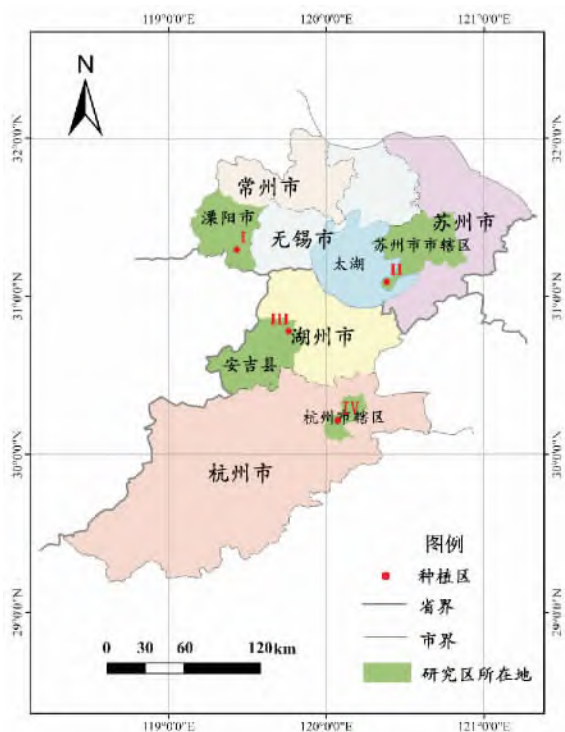 119°0'0"E
120°0'0"E
121°0'0"E
N
32°0'0"N
32°0'0"N
常州市
溧阳市
I
无锡市
苏州市
苏州市市辖区
太湖
II
31°0'0"N
31°0'0"N
III
湖州市
安吉县
IV
杭州市辖区
30°0'0"N
30°0'0"N
杭州市
图例
种植区
省界
市界
研究区所在地
29°0'0"N
29°0'0"N
0 30 60 120km
119°0'0"E
120°0'0"E
121°0'0"E